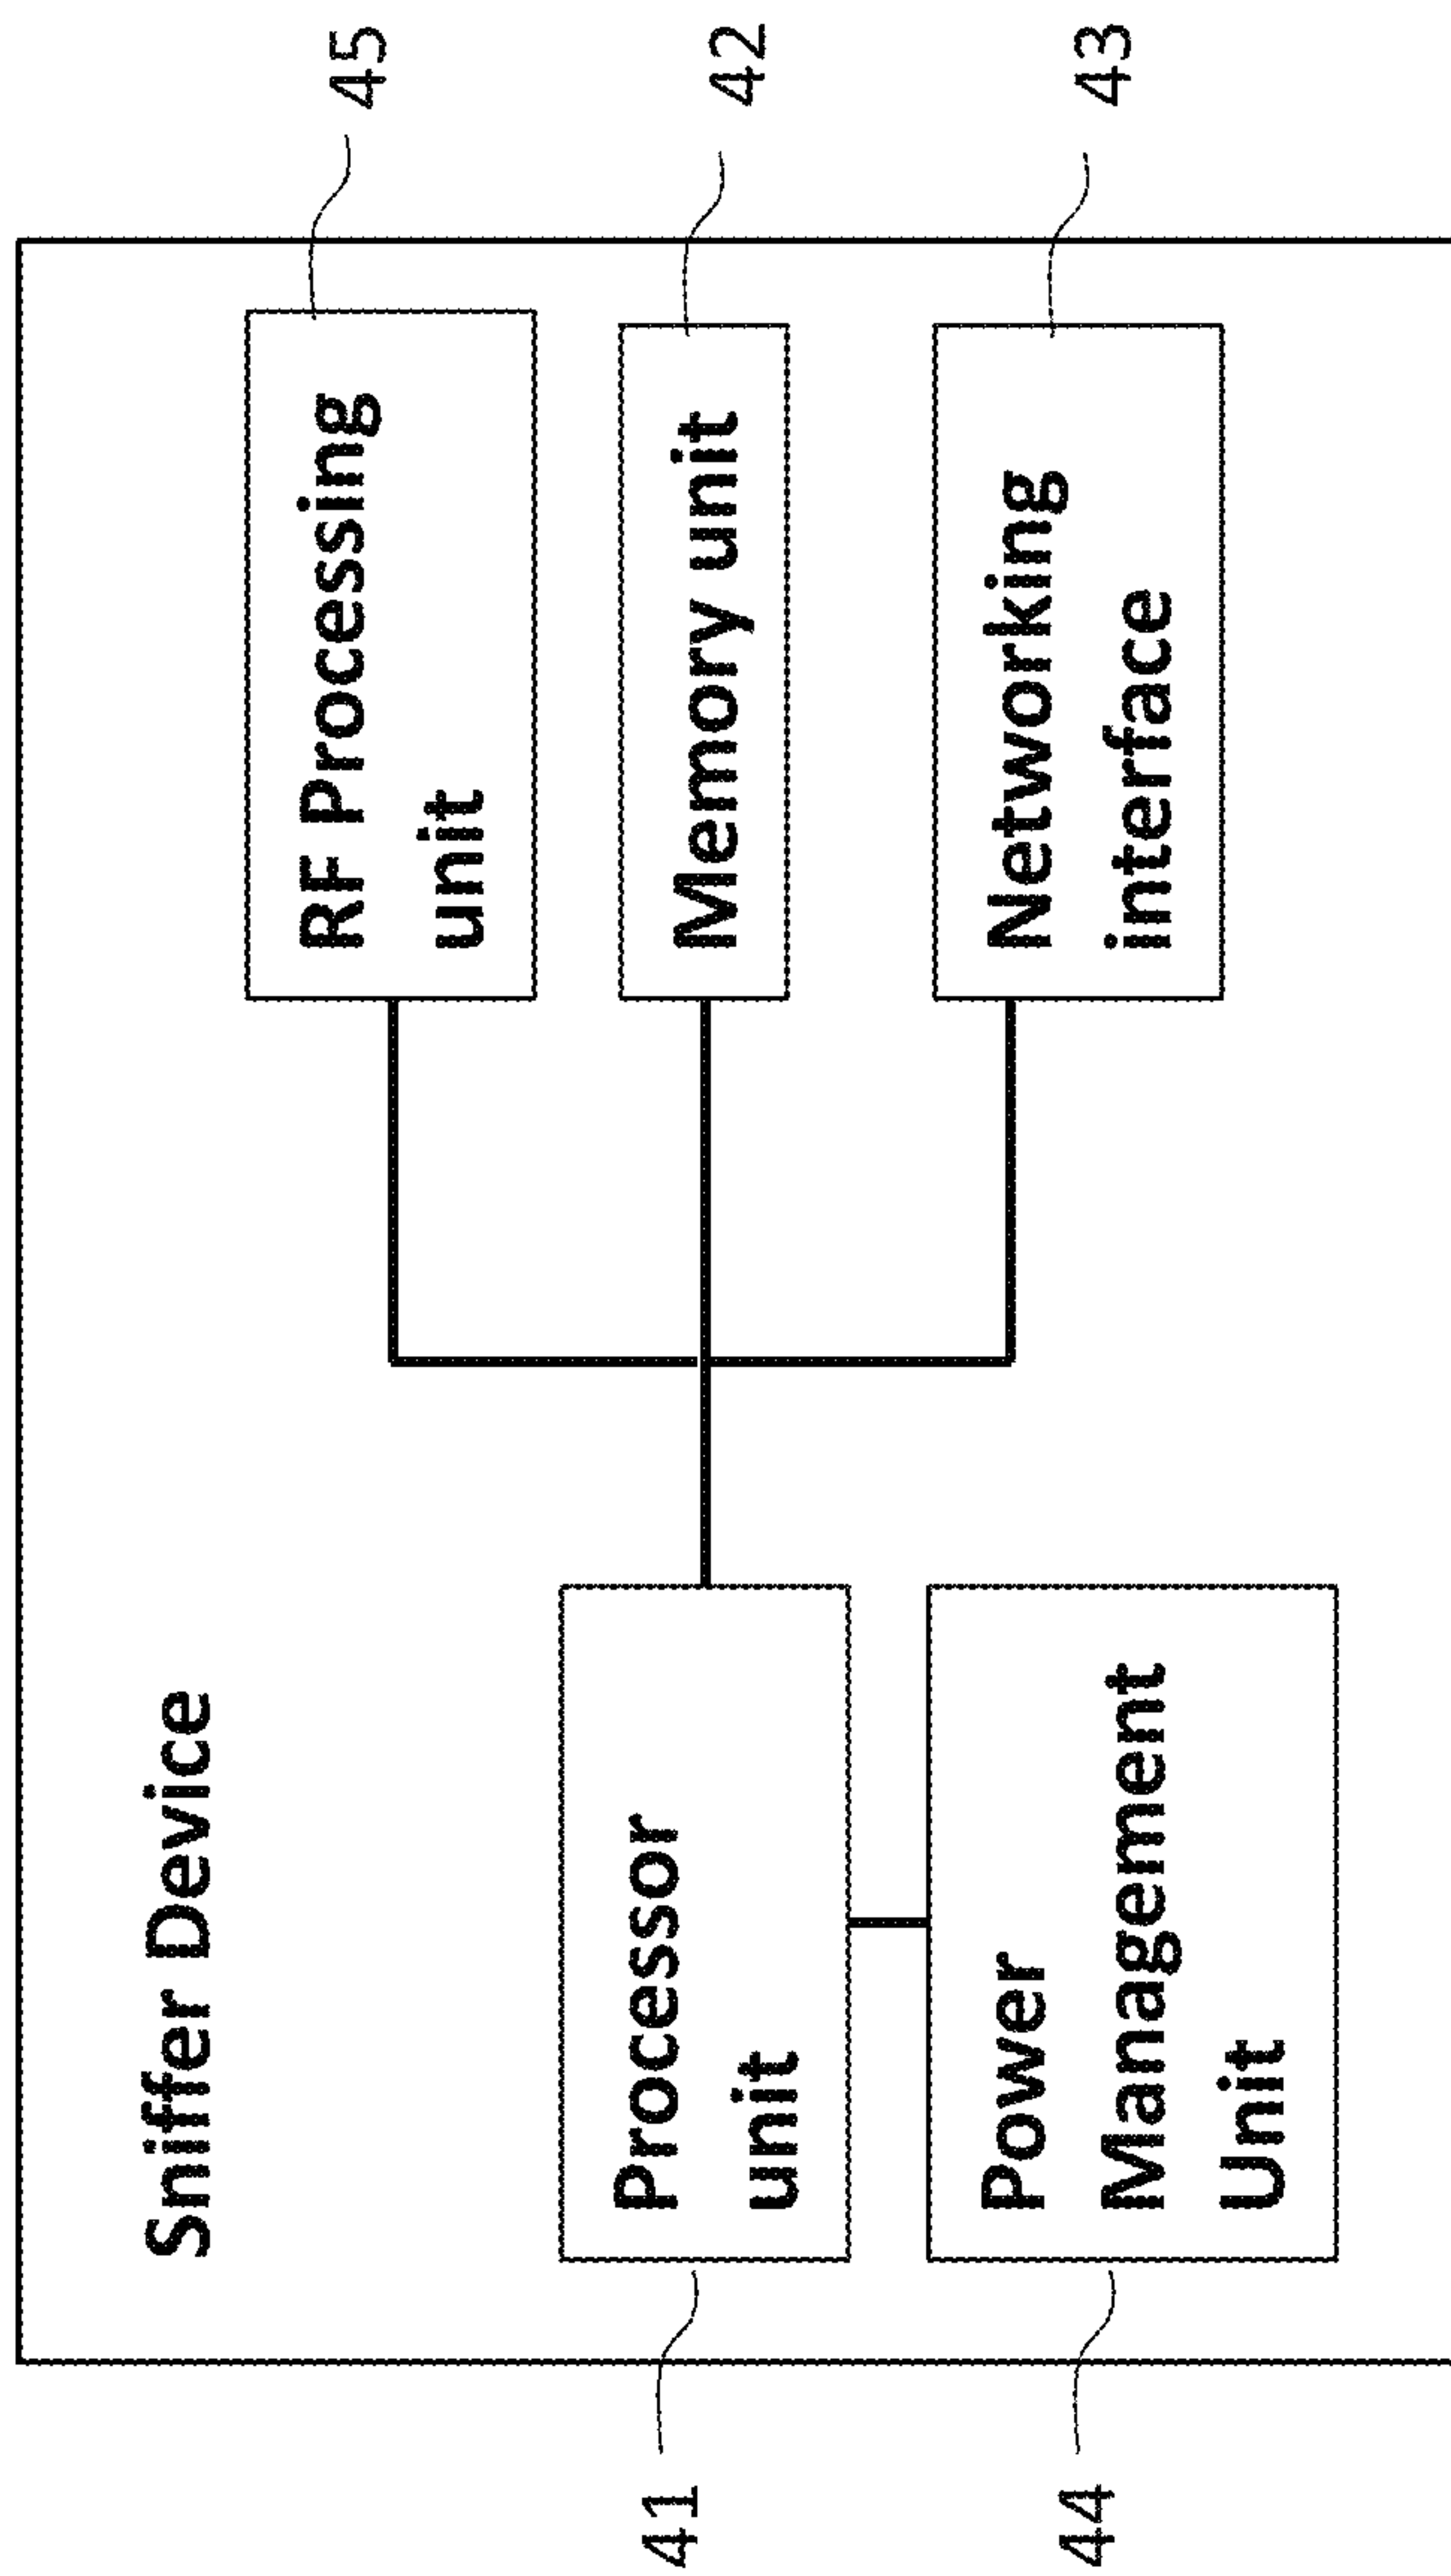 Sniffer Device
RF Processing
unit
45
Processor
unit
41
Memory unit
42
Power
Management
Unit
44
Networking
interface
43